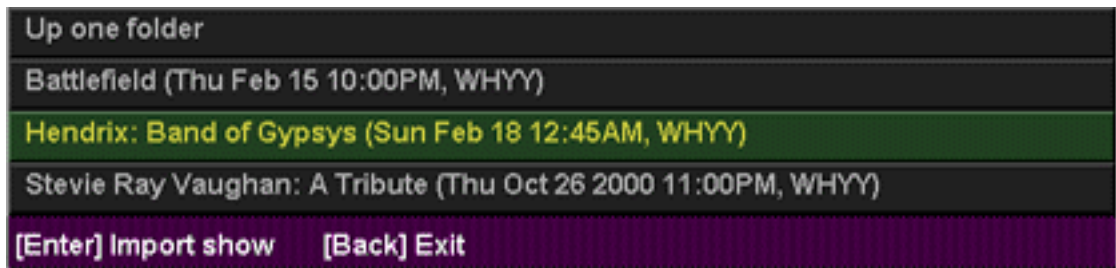 Up one folder
Battlefield (Thu Feb 15 10:00PM, WHYY)
Hendrix: Band of Gypsys (Sun Feb 18 12:45AM, WHYY)
Stevie Ray Vaughan: A Tribute (Thu Oct 26 2000 11:00PM, WHYY)
[Enter] Import show [Back] Exit